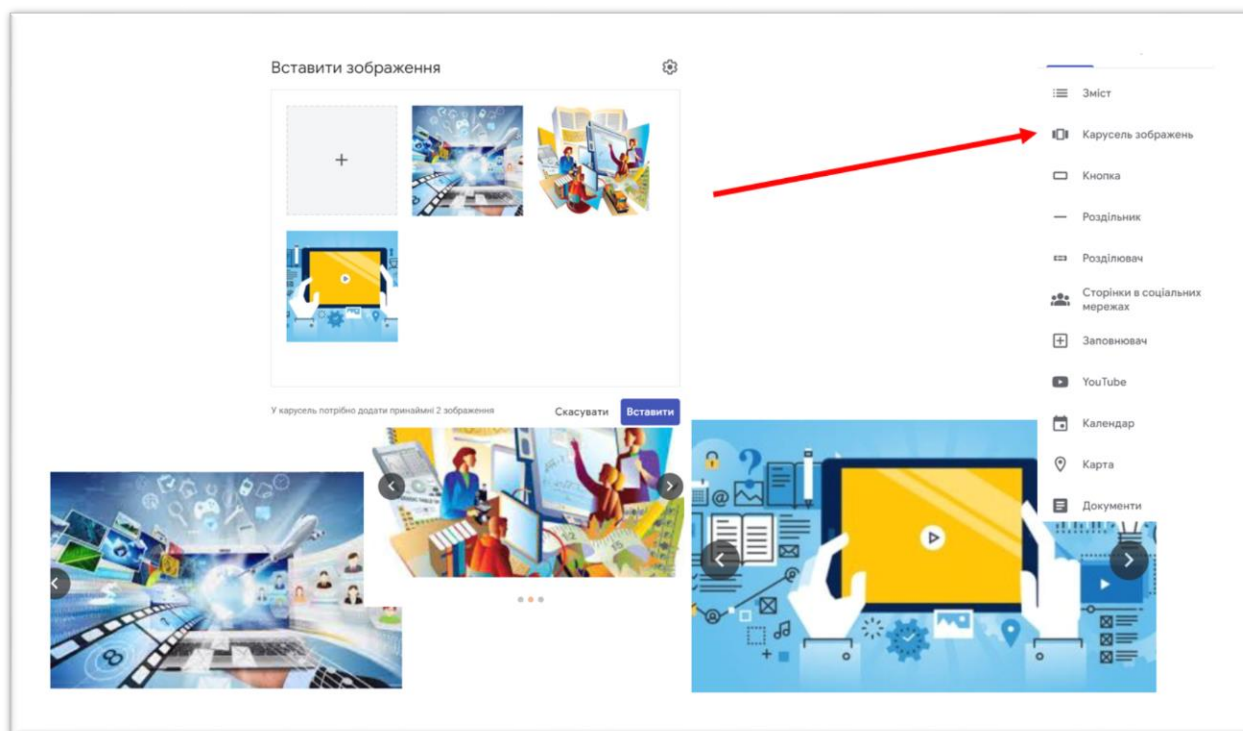 Вставити зображення
+
У карусель потрібно додати принаймні 2 зображення
Скасувати
Вставити
Зміст
Карусель зображень
Кнопка
Роздільник
Розділювач
Сторінки в соціальних
мережах
Заповнювач
YouTube
Календар
Карта
Документи